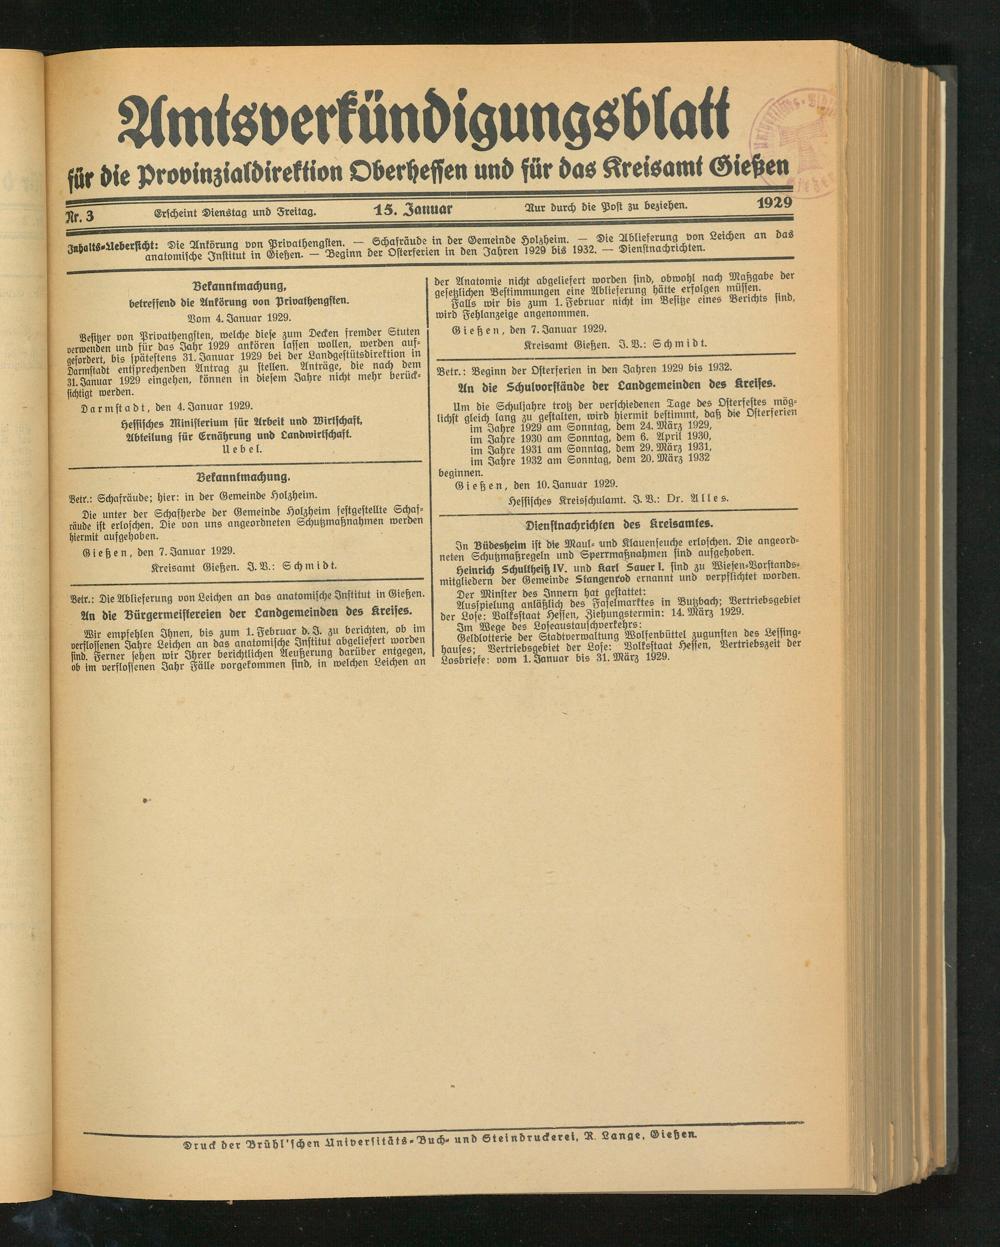 Amtsverkündigungsblatt
für die Provinzialdirektion Oberhessen und für das Kreisamt Gießen
Nr. 3 Erscheint Dienstag und Freitag. 15. Januar Nur durch die Post zu beziehen. 1929
Inhalts-Uebersicht: Die Ankörung von Privathengsten. — Schafräude in der Gemeinde Holzheim. — Die Ablieferung von Leichen an das
anatomische Institut in Gießen. — Beginn der Osterferien in den Jahren 1929 bis 1932. — Dienstnachrichten.
Bekanntmachung,
betreffend die Ankörung von Privathengsten.
Vom 4. Januar 1929.
Besitzer von Privathengsten, welche diese zum Decken fremder Stuten
verwenden und für das Jahr 1929 ankören lassen wollen, werden auf-
gefordert, bis spätestens 31. Januar 1929 bei der Landgestütsdirektion in
Darmstadt entsprechenden Antrag zu stellen. Anträge, die nach dem
31. Januar 1929 eingehen, können in diesem Jahre nicht mehr berück-
sichtigt werden.
Darmstadt, den 4. Januar 1929.
Hessisches Ministerium für Arbeit und Wirtschaft,
Abteilung für Ernährung und Landwirtschaft.
Uebel.
Bekanntmachung.
Betr.: Schafräude; hier: in der Gemeinde Holzheim.
Die unter der Schafherde der Gemeinde Holzheim festgestellte Schaf-
räude ist erloschen. Die von uns angeordneten Schutzmaßnahmen werden
hiermit aufgehoben.
Gießen, den 7. Januar 1929.
Kreisamt Gießen. J. V.: Schmidt.
Betr.: Die Ablieferung von Leichen an das anatomische Institut in Gießen.
An die Bürgermeistereien der Landgemeinden des Kreises.
Wir empfehlen Ihnen, bis zum 1. Februar d. J. zu berichten, ob im
verflossenen Jahre Leichen an das anatomische Institut abgeliefert worden
sind. Ferner sehen wir Ihrer berichtlichen Aeußerung darüber entgegen,
ob im verflossenen Jahr Fälle vorgekommen sind, in welchen Leichen an
der Anatomie nicht abgeliefert worden sind, obwohl nach Maßgabe der
gesetzlichen Bestimmungen eine Ablieferung hätte erfolgen müssen.
Falls wir bis zum 1. Februar nicht im Besitze eines Berichts sind,
wird Fehlanzeige angenommen.
Gießen, den 7. Januar 1929.
Kreisamt Gießen. J. V.: Schmidt.
Betr.: Beginn der Osterferien in den Jahren 1929 bis 1932.
An die Schulvorstände der Landgemeinden des Kreises.
Um die Schuljahre trotz der verschiedenen Tage des Osterfestes mög-
lichst gleich lang zu gestalten, wird hiermit bestimmt, daß die Osterferien
im Jahre 1929 am Sonntag, dem 24. März 1929,
im Jahre 1930 am Sonntag, dem 6. April 1930,
im Jahre 1931 am Sonntag, dem 29. März 1931,
im Jahre 1932 am Sonntag, dem 20. März 1932
beginnen.
Gießen, den 10. Januar 1929.
Hessisches Kreisschulamt. J. V.: Dr. Alles.
Dienstnachrichten des Kreisamtes.
In Büdesheim ist die Maul- und Klauenseuche erloschen. Die angeord-
neten Schutzmaßregeln und Sperrmaßnahmen sind aufgehoben.
Heinrich Schultheiß IV. und Karl Sauer I. sind zu Wiesen-Vorstands-
mitgliedern der Gemeinde Stangenrod ernannt und verpflichtet worden.
Der Minster des Innern hat gestattet:
Ausspielung anläßlich des Faselmarktes in Butzbach; Vertriebsgebiet
der Lose: Volksstaat Hessen, Ziehungstermin: 14. März 1929.
Im Wege des Loseaustauschverkehrs:
Geldlotterie der Stadtverwaltung Wolfenbüttel zugunsten des Lessing-
hauses; Vertriebsgebiet der Lose: Volksstaat Hessen, Vertriebszeit der
Losbriefe: vom 1. Januar bis 31. März 1929.
Druck der Brühl'schen Universitäts-Buch- und Steindruckerei, R. Lange, Gießen.